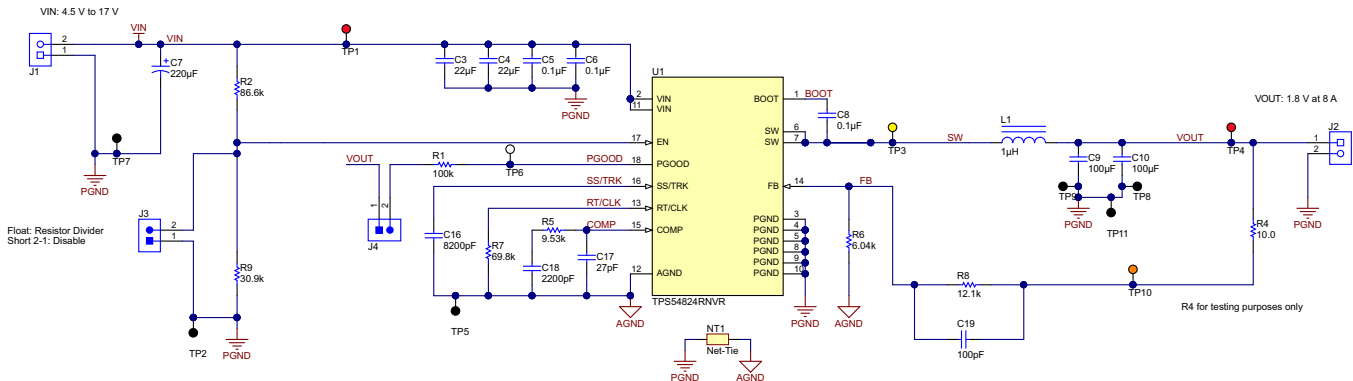 VIN: 4.5 V to 17 V
VIN
VIN
2
1
J1
C7
220µF
+
TP7
PGND
R2
86.6k
TP1
C3
22µF
C4
22µF
C5
0.1µF
C6
0.1µF
PGND
U1
2
VIN
11
VIN
17
EN
18
PGOOD
16
SS/TRK
13
RT/CLK
15
COMP
12
AGND
BOOT
1
SW
6
SW
7
FB
14
PGND
3
PGND
4
PGND
5
PGND
8
PGND
9
PGND
10
TPS54824RNVR
BOOT
C8
0.1µF
TP3
SW
L1
1µH
C9
100µF
C10
100µF
TP9
TP8
PGND
TP11
VOUT
TP4
VOUT: 1.8 V at 8 A
J2
1
2
PGND
VOUT
R1
100k
TP6
PGOOD
SS/TRK
RT/CLK
COMP
1
2
J4
J3
2
1
Float: Resistor Divider
Short 2-1: Disable
R9
30.9k
TP2
PGND
C16
8200pF
R7
69.8k
R5
9.53k
C18
2200pF
C17
27pF
TP5
AGND
PGND
FB
R6
6.04k
AGND
R8
12.1k
C19
100pF
TP10
R4
10.0
R4 for testing purposes only
NT1
Net-Tie
PGND
AGND